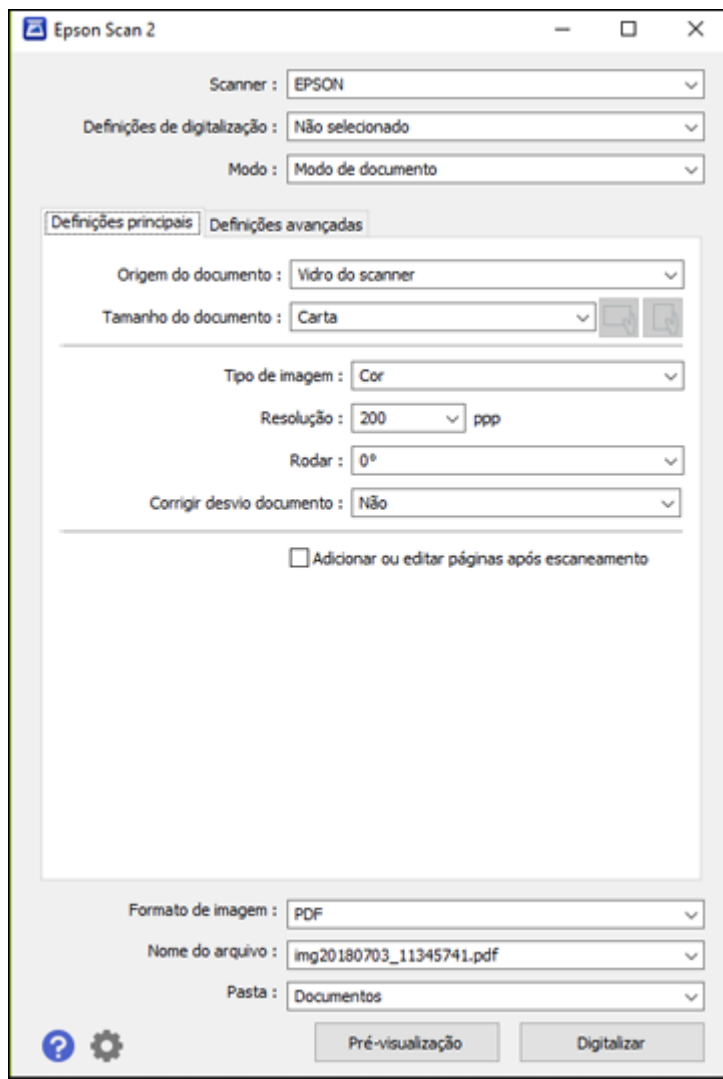 Epson Scan 2
Scanner : EPSON
Definições de digitalização : Não selecionado
Modo : Modo de documento
Definições principais Definições avançadas
Origem do documento : Vidro do scanner
Tamanho do documento : Carta
Tipo de imagem : Cor
Resolução : 200 ppp
Rodar : 0°
Corrigir desvio documento : Não
Adicionar ou editar páginas após escaneamento
Formato de imagem : PDF
Nome do arquivo : img20180703_11345741.pdf
Pasta : Documentos
? Pré-visualização Digitalizar